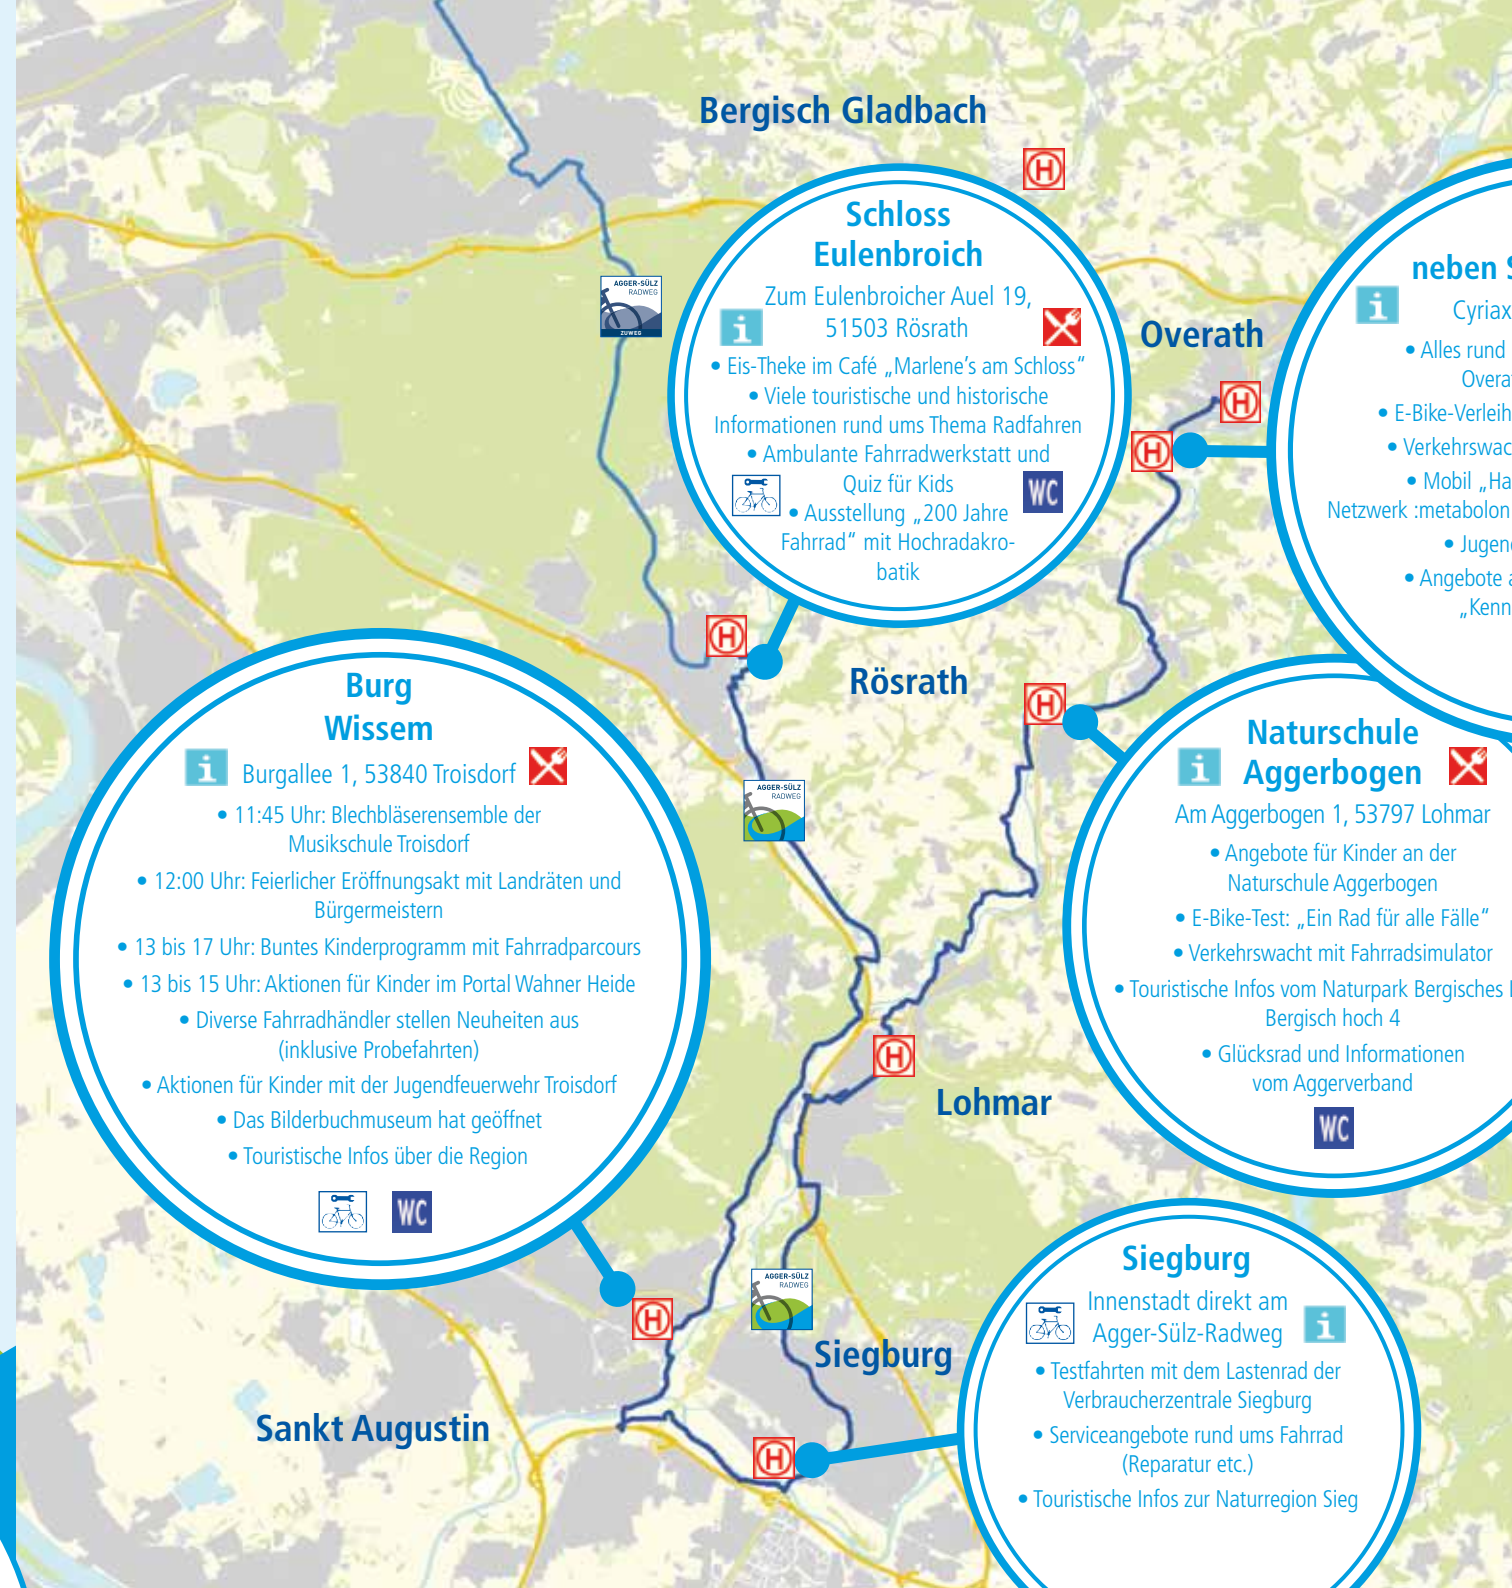 Bergisch Gladbach
H
Schloss
Eulenbroich
Zum Eulenbroicher Auel 19,
51503 Rösrath
i
• Eis-Theke im Café „Marlene’s am Schloss“
• Viele touristische und historische
Informationen rund ums Thema Radfahren
• Ambulante Fahrradwerkstatt und
Quiz für Kids
WC
• Ausstellung „200 Jahre
Fahrrad“ mit Hochradakro-
batik
AGGER-SÜLZ
RADWEG
ZUWEG
Overath
H
H
neben
i
Cyriax
• Alles rund
• E-Bike-Verleih
• Mobil
Netzwerk :metabolon
• Angebote
H
Rösrath
H
Burg
Wissem
i
Burgallee 1, 53840 Troisdorf
• 11:45 Uhr: Blechbläserensemble der
Musikschule Troisdorf
• 12:00 Uhr: Feierlicher Eröffnungsakt mit Landräten und
Bürgermeistern
• 13 bis 17 Uhr: Buntes Kinderprogramm mit Fahrradparcours
• 13 bis 15 Uhr: Aktionen für Kinder im Portal Wahner Heide
• Diverse Fahrradhändler stellen Neuheiten aus
(inklusive Probefahrten)
• Aktionen für Kinder mit der Jugendfeuerwehr Troisdorf
• Das Bilderbuchmuseum hat geöffnet
• Touristische Infos über die Region
WC
AGGER-SÜLZ
RADWEG
Naturschule
Aggerbogen
i
Am Aggerbogen 1, 53797 Lohmar
• Angebote für Kinder an der
Naturschule Aggerbogen
• E-Bike-Test: „Ein Rad für alle Fälle“
• Verkehrswacht mit Fahrradsimulator
• Touristische Infos vom Naturpark Bergisches
Bergisch hoch 4
• Glücksrad und Informationen
vom Aggerverband
WC
H
Lohmar
AGGER-SÜLZ
RADWEG
H
Siegburg
Sankt Augustin
H
Siegburg
Innenstadt direkt am
Agger-Sülz-Radweg
i
• Testfahrten mit dem Lastenrad der
Verbraucherzentrale Siegburg
• Serviceangebote rund ums Fahrrad
(Reparatur etc.)
• Touristische Infos zur Naturregion Sieg